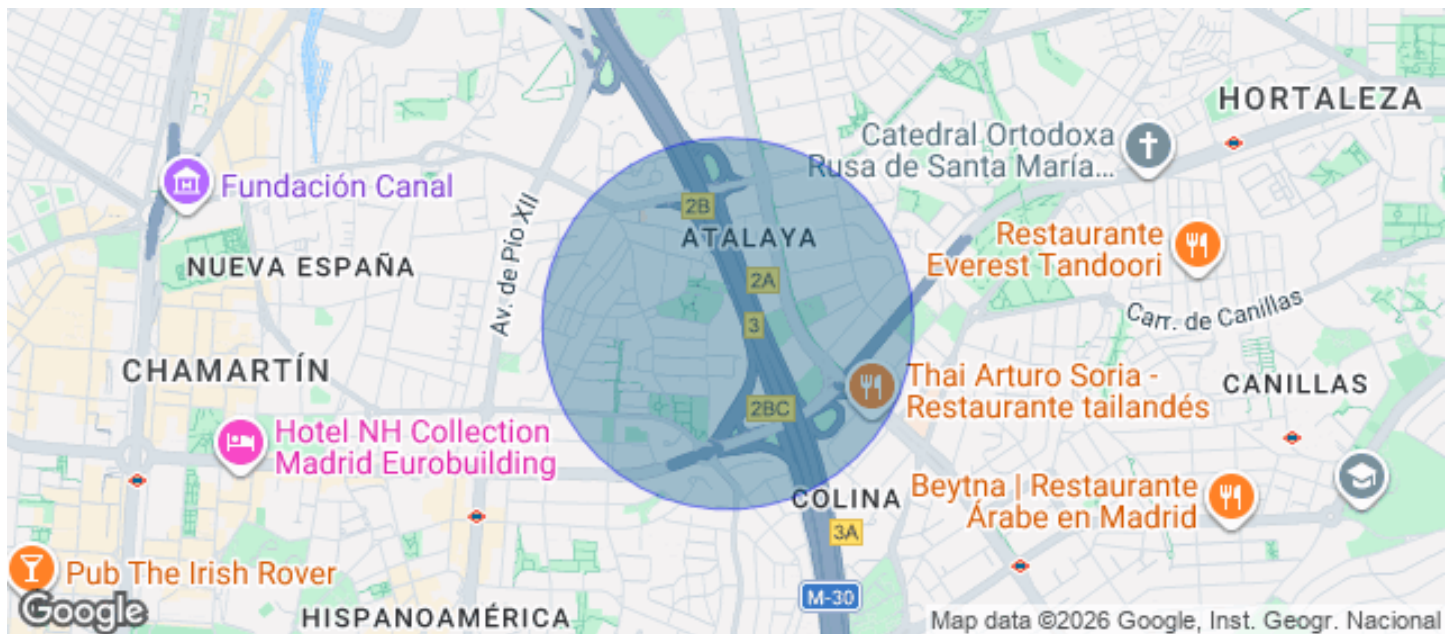 HORTALEZA
Catedral Ortodoxa
Rusa de Santa María...
Fundación Canal
Av. de Pío XII
2B
ATALAYA
Restaurante
Everest Tandoori
NUEVA ESPAÑA
2A
Carr. de Canillas
3
CHAMARTÍN
Thai Arturo Soria -
Restaurante tailandés
CANILLAS
2BC
Hotel NH Collection
Madrid Eurobuilding
COLINA
Beytna | Restaurante
Árabe en Madrid
3A
Pub The Irish Rover
M-30
Google
HISPANOAMÉRICA
Map data ©2026 Google, Inst. Geogr. Nacional